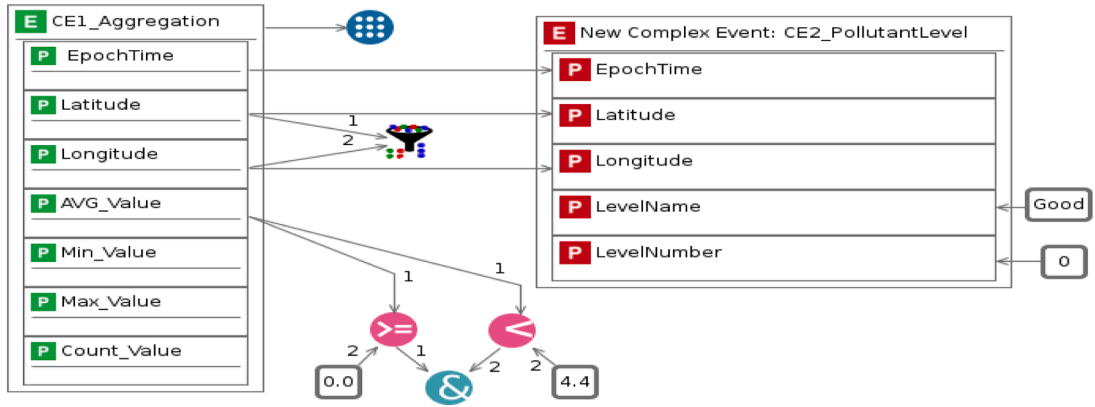 E CE1_Aggregation
P EpochTime
P Latitude
P Longitude
P AVG_Value
P Min_Value
P Max_Value
P Count_Value
1
2
E New Complex Event: CE2_PollutantLevel
P EpochTime
P Latitude
P Longitude
P LevelName
P LevelNumber
Good
0
1
1
>=
<
2
1
2
2
0.0
&
4.4